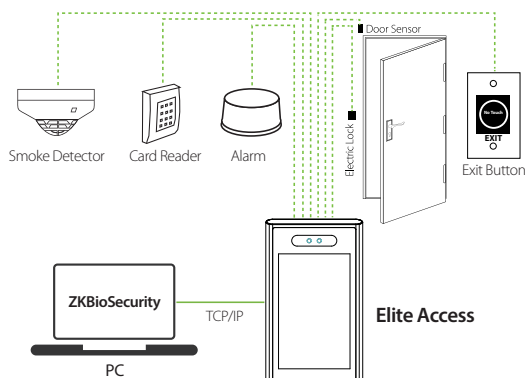 Door Sensor
Electric Lock
No Touch
EXIT
Smoke Detector
Card Reader
Alarm
Exit Button
ZKBioSecurity
TCP/IP
Elite Access
PC